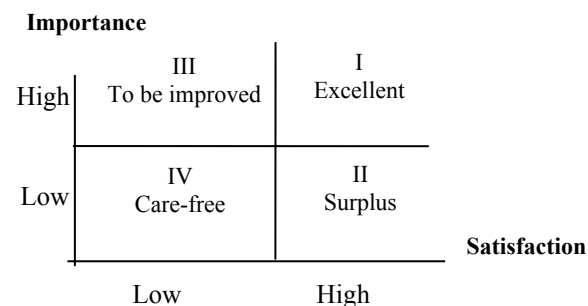 Importance
III
To be improved
I
Excellent
High
IV
Care-free
II
Surplus
Low
Satisfaction
Low
High